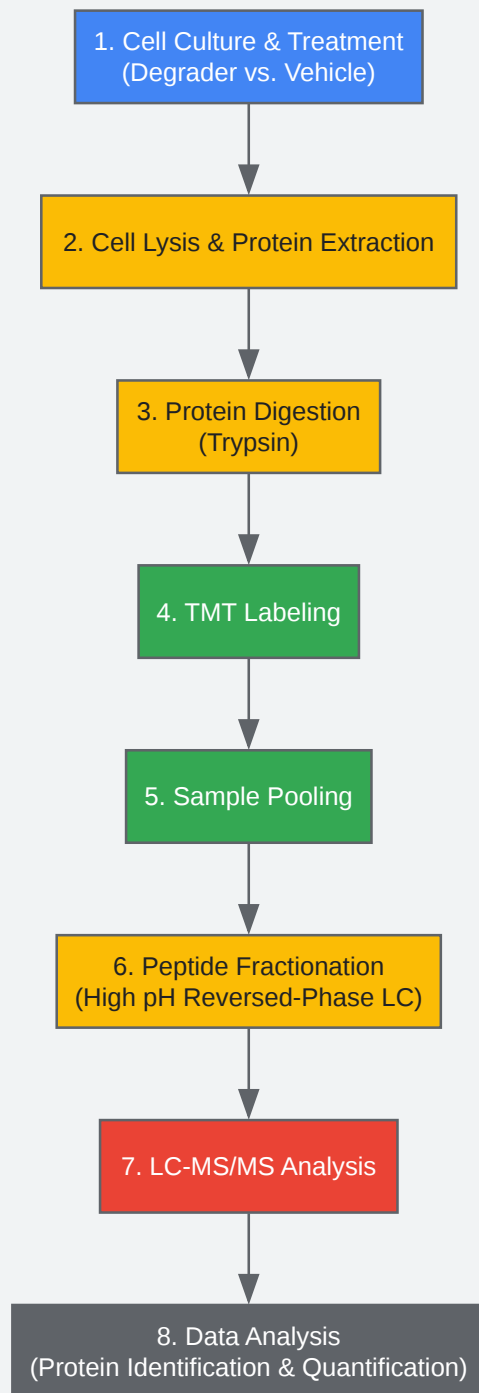 1. Cell Culture & Treatment
(Degrader vs. Vehicle)
2. Cell Lysis & Protein Extraction
3. Protein Digestion
(Trypsin)
4. TMT Labeling
5. Sample Pooling
6. Peptide Fractionation
(High pH Reversed-Phase LC)
7. LC-MS/MS Analysis
8. Data Analysis
(Protein Identification & Quantification)